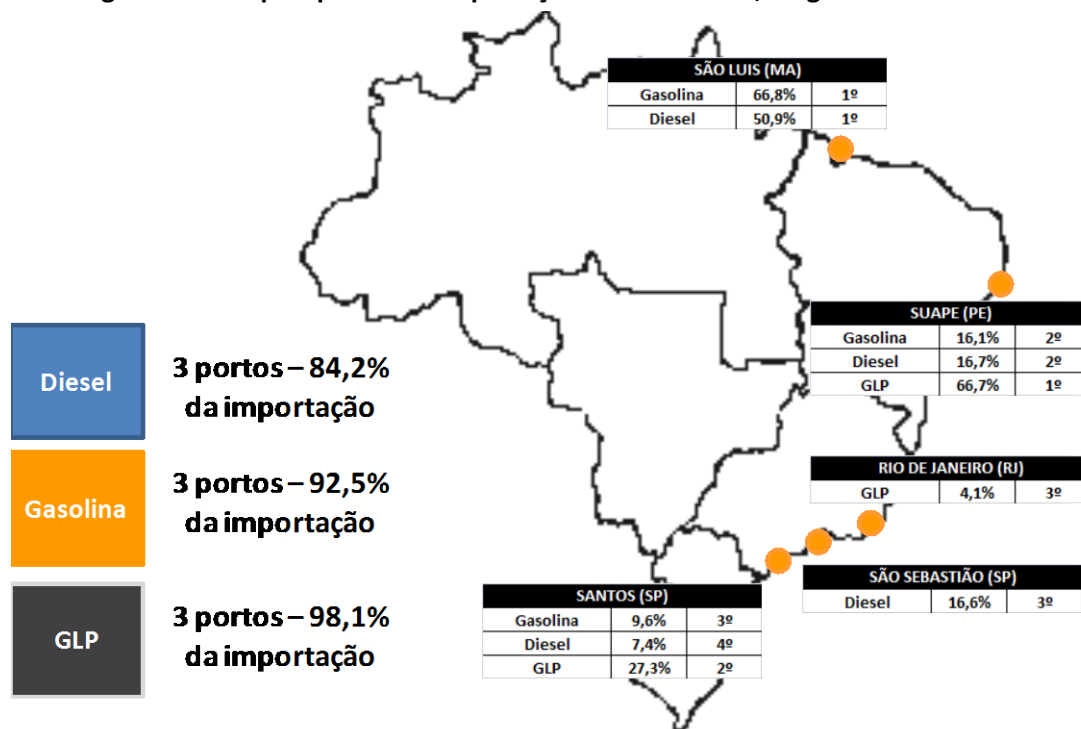 SÃO LUIS (MA)
Gasolina 66,8% 1º
Diesel 50,9% 1º
SUAPE (PE)
Gasolina 16,1% 2º
Diesel 16,7% 2º
GLP 66,7% 1º
Diesel
3 portos – 84,2%
da importação
Gasolina
3 portos – 92,5%
da importação
GLP
3 portos – 98,1%
da importação
RIO DE JANEIRO (RJ)
GLP 4,1% 3º
SÃO SEBASTIÃO (SP)
Diesel 16,6% 3º
SANTOS (SP)
Gasolina 9,6% 3º
Diesel 7,4% 4º
GLP 27,3% 2º